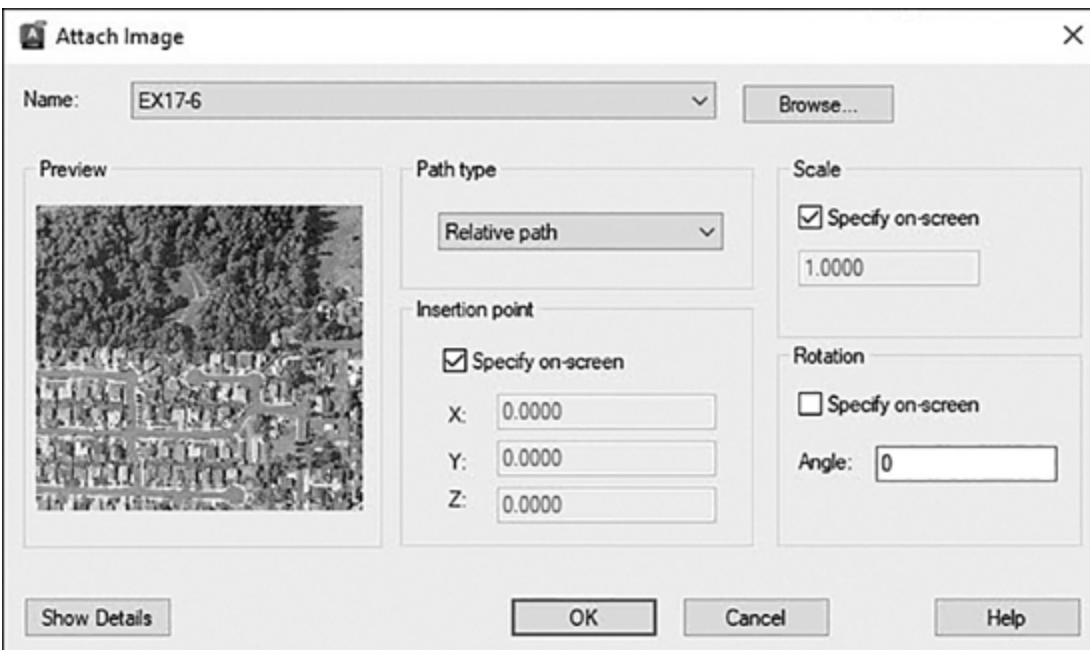 Attach Image
Name: EX17-6 Browse...
Preview
Path type
Relative path
Insertion point
Specify on-screen
X: 0.0000
Y: 0.0000
Z: 0.0000
Scale
Specify on-screen
1.0000
Rotation
Specify on-screen
Angle: 0
Show Details OK Cancel Help